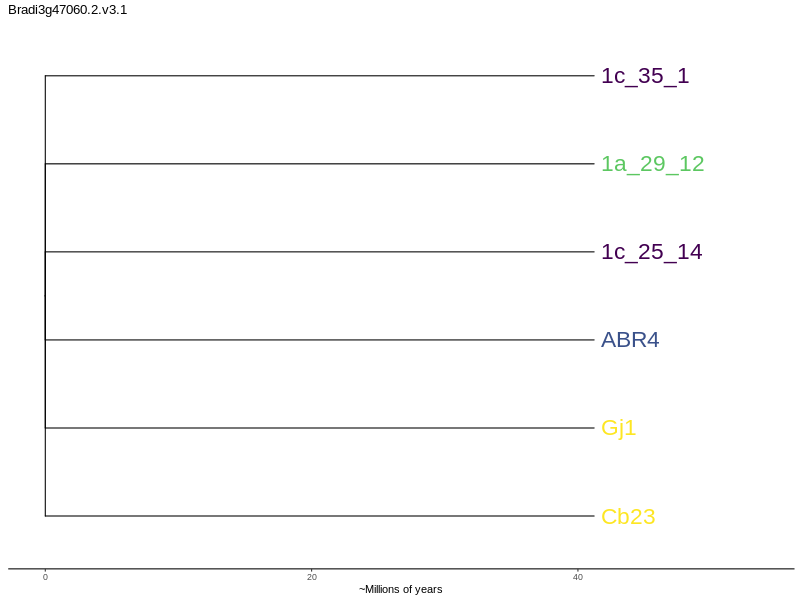 Bradi3g47060.2.v3.1
1c_35_1
1a_29_12
1c_25_14
ABR4
Gj1
Cb23
0 20 40
~Millions of years